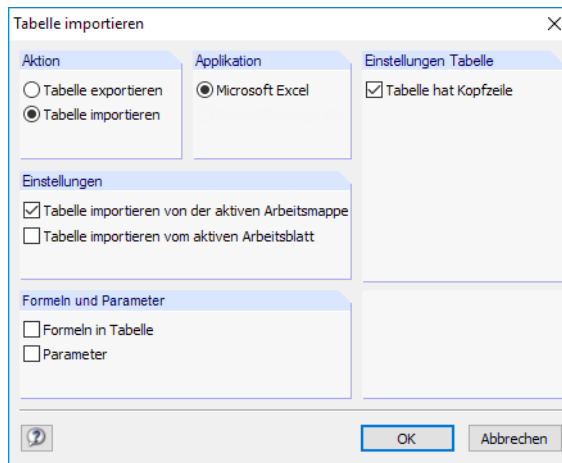 Tabelle importieren
Aktion
Tabelle exportieren
Tabelle importieren
Applikation
Microsoft Excel
Einstellungen Tabelle
Tabelle hat Kopfzeile
Einstellungen
Tabelle importieren von der aktiven Arbeitsmappe
Tabelle importieren vom aktiven Arbeitsblatt
Formeln und Parameter
Formeln in Tabelle
Parameter
OK
Abbrechen